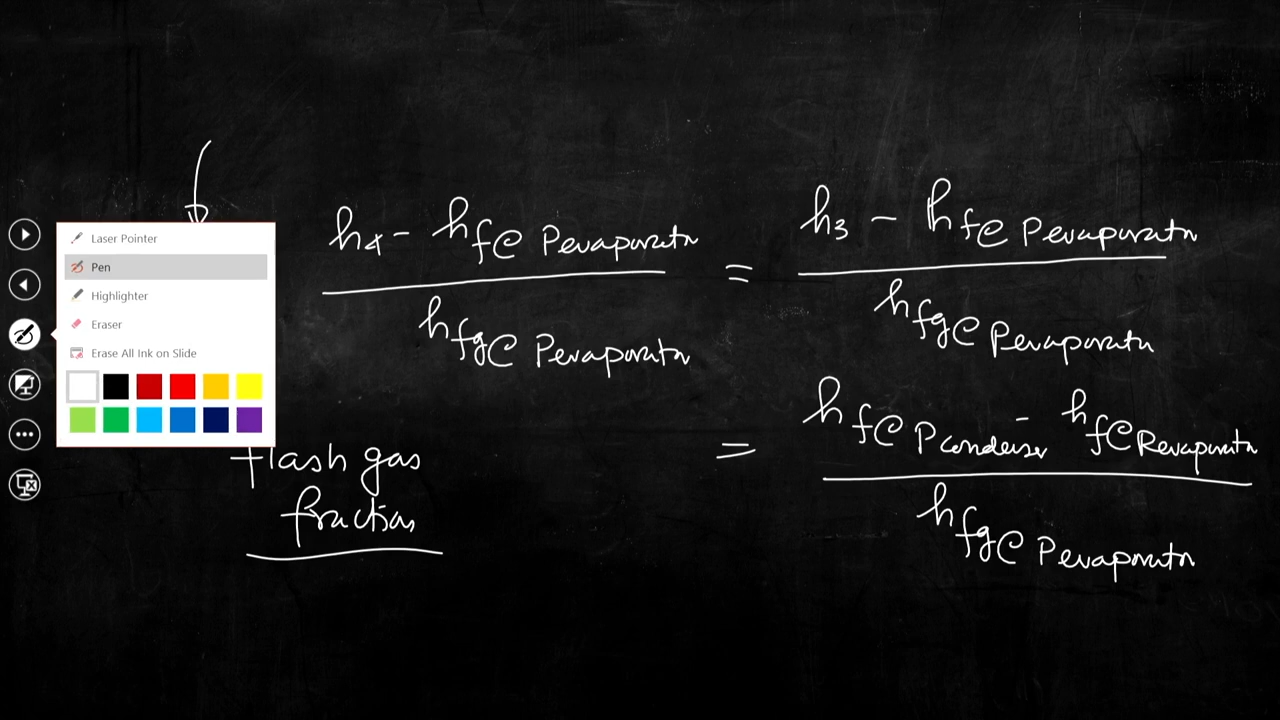 Laser Pointer
Pen
Highlighter
Eraser
Erase All Ink on Slide
h4 - hf@ Pevaporator = h3 - hf@ Pevaporator
hfg@ Pevaporator hfg@ Pevaporator
= hf@ Pcondenser - hf@ Pevaporator
hfg@ Pevaporator
flash gas
fraction